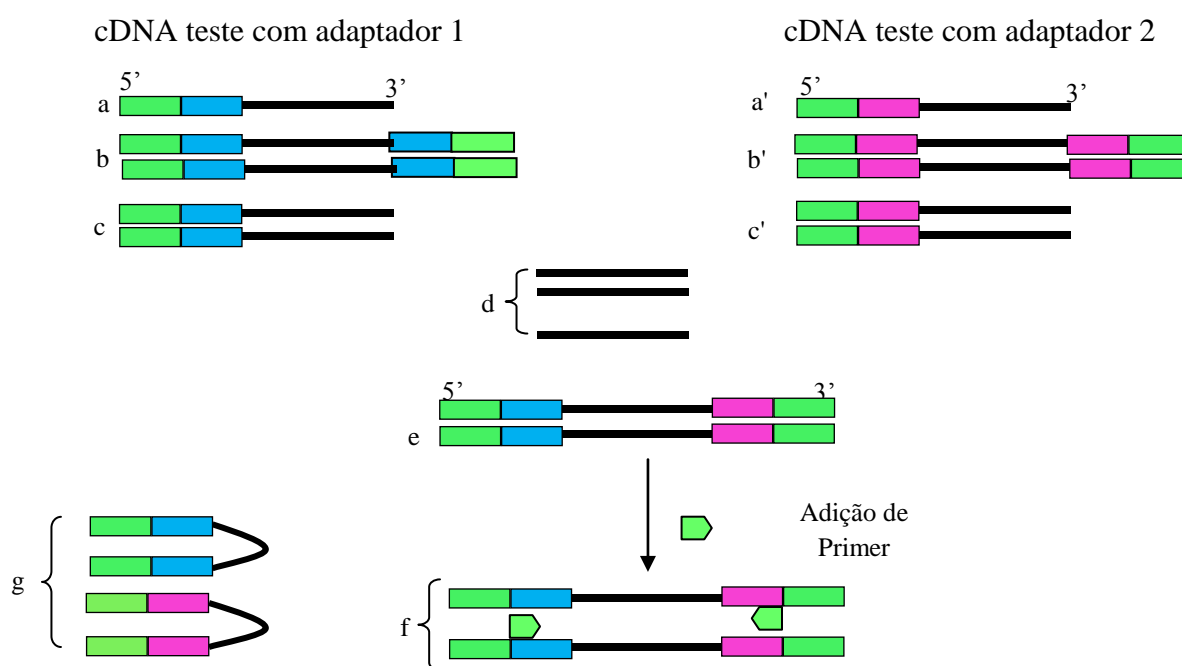 cDNA teste com adaptador 1
cDNA teste com adaptador 2
5’
3’
5’
3’
a
a'
b
b'
c
c'
d
5’
3’
e
Adição de
Primer
g
f